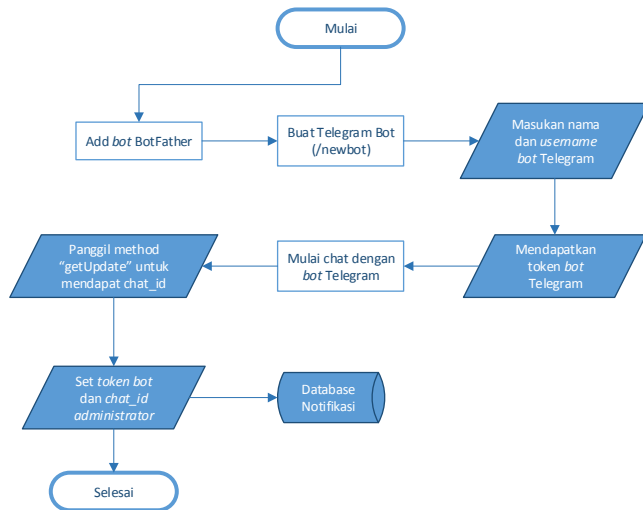 Mulai
Add bot BotFather
Buat Telegram Bot
(/newbot)
Masukan nama
dan username
bot Telegram
Mendapatkan
token bot
Telegram
Mulai chat dengan
bot Telegram
Panggil method
“getUpdate” untuk
mendapat chat_id
Set token bot
dan chat_id
administrator
Database
Notifikasi
Selesai